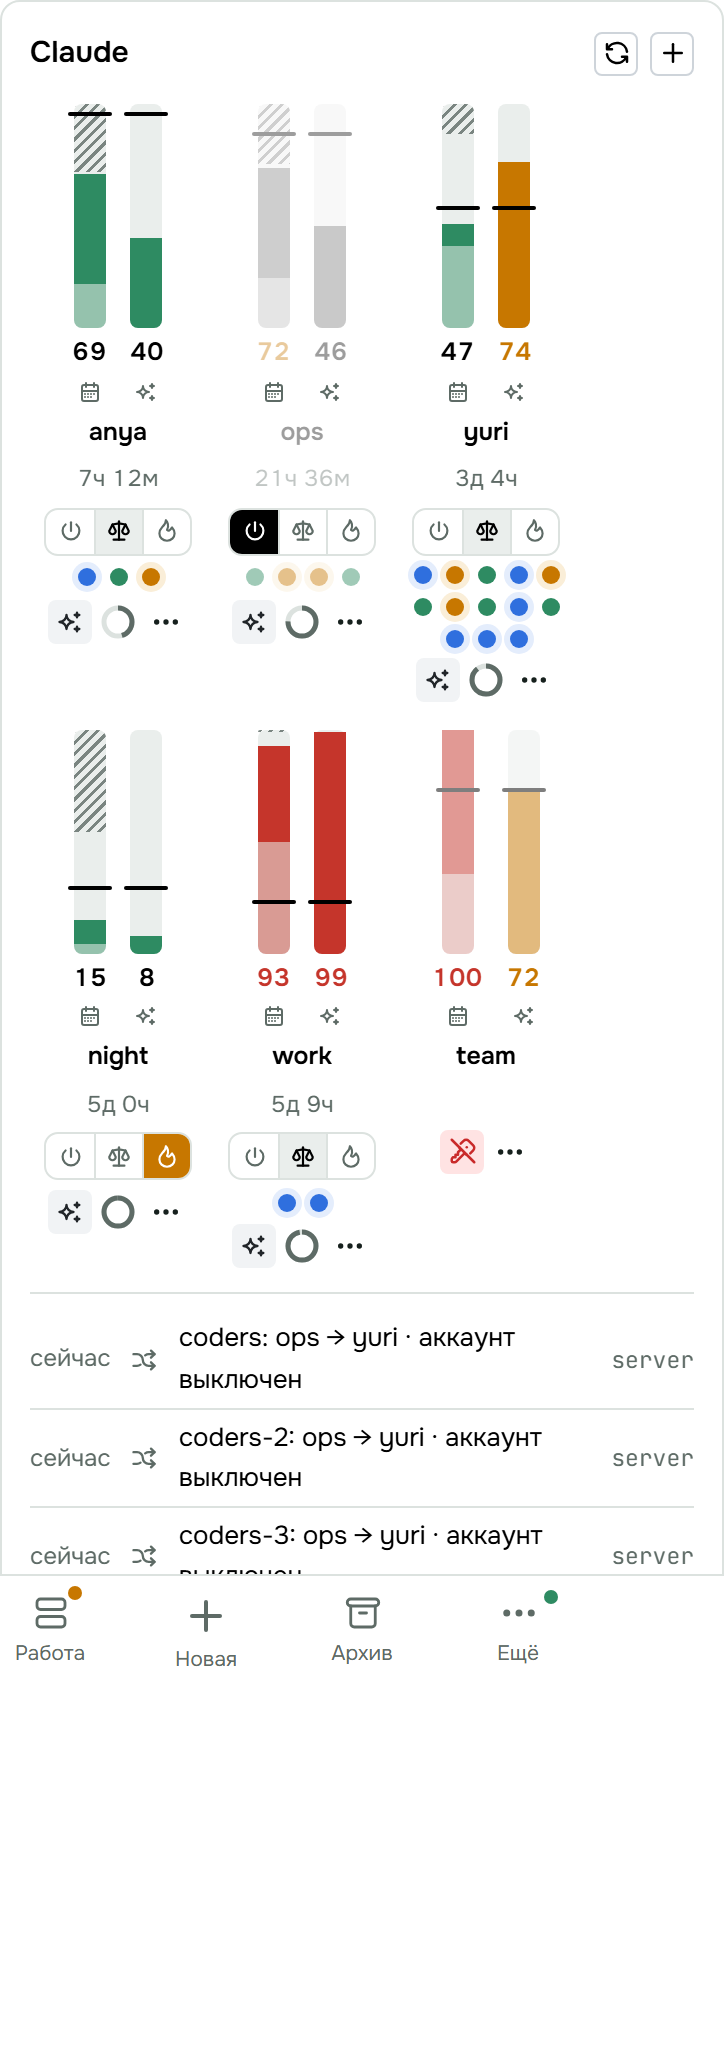 Claude
69 40
72 46
47 74
anya
ops
yuri
7ч 12м
21ч 36м
3д 4ч
15 8
93 99
100 72
night
work
team
5д 0ч
5д 9ч
сейчас
coders: ops → yuri · аккаунт
выключен
server
сейчас
coders-2: ops → yuri · аккаунт
выключен
server
сейчас
coders-3: ops → yuri · аккаунт
server
Работа
Новая
Архив
Ещё